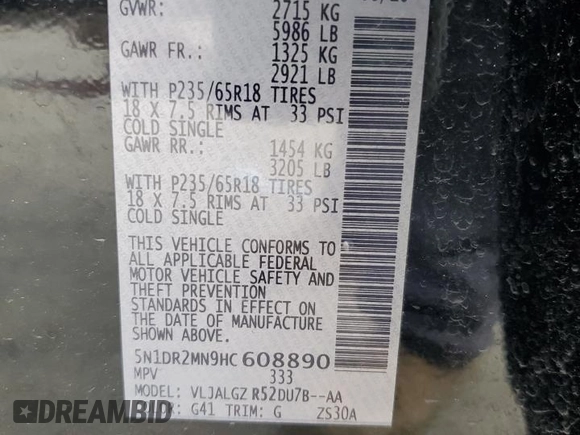 GVWR: 2715 KG
5986 LB
GAWR FR.: 1325 KG
2921 LB
WITH P235/65R18 TIRES
18 X 7.5 RIMS AT 33 PSI
COLD SINGLE
GAWR RR.: 1454 KG
3205 LB
WITH P235/65R18 TIRES
18 X 7.5 RIMS AT 33 PSI
COLD SINGLE
THIS VEHICLE CONFORMS TO
ALL APPLICABLE FEDERAL
MOTOR VEHICLE SAFETY AND
THEFT PREVENTION
STANDARDS IN EFFECT ON
THE DATE OF MANUFACTURE
SHOWN ABOVE.
5N1DR2MN9HC608890
MPV 333
MODEL: VLJALGZ R52DU7B--AA
R: G41 TRIM: G ZS30A
DID.CARS